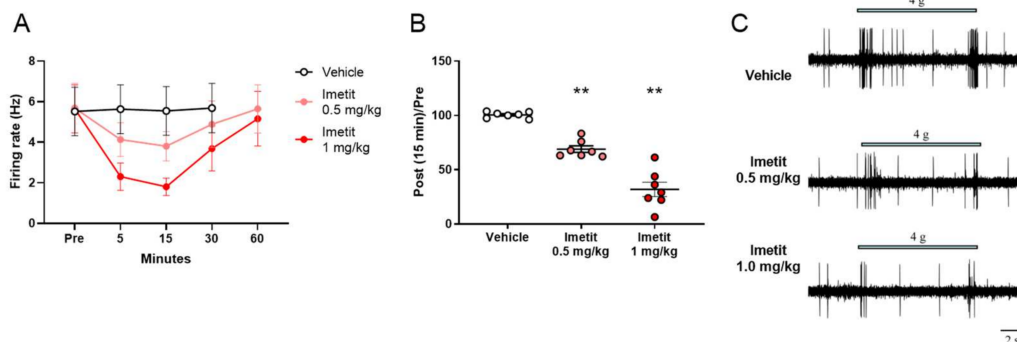 A
Firing rate (Hz)
8
6
4
2
0
Pre
5
15
30
60
Minutes
Vehicle
Imetit
0.5 mg/kg
Imetit
1 mg/kg
B
Post (15 min)/Pre
150
100
50
0
**
**
Vehicle
Imetit
0.5 mg/kg
Imetit
1 mg/kg
C
4 g
Vehicle
4 g
Imetit
0.5 mg/kg
4 g
Imetit
1.0 mg/kg
2 s